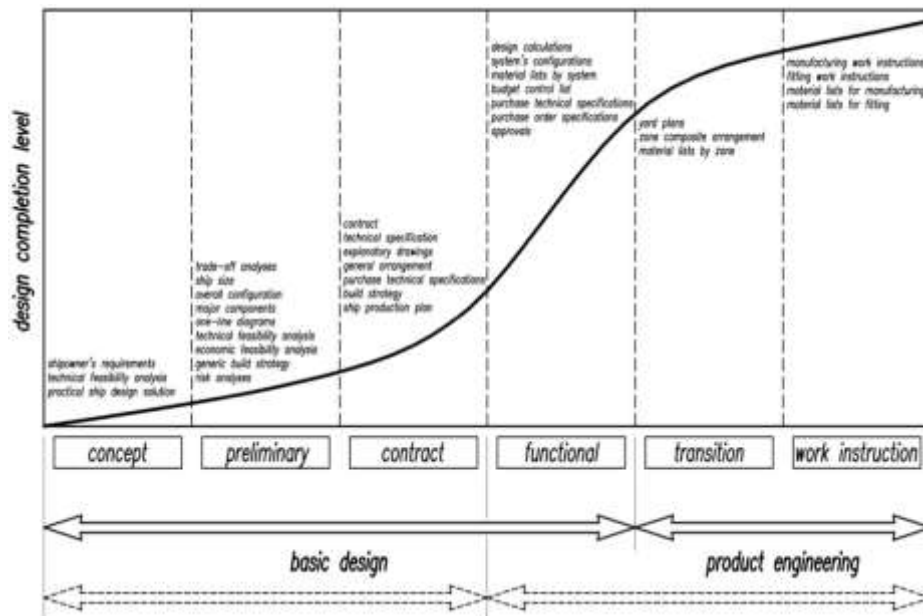 design completion level
shipowner's requirements
technical feasibility analysis
practical ship design solution
trade-off analyses
ship size
overall configuration
major components
one-line diagrams
technical feasibility analysis
economic feasibility analysis
generic build strategy
risk analyses
contract
technical specification
explanatory drawings
general arrangement
purchase technical specifications
build strategy
ship production plan
design calculations
system's configurations
material lists by system
budget control list
purchase technical specifications
purchase order specifications
approvals
yard plans
zone composite arrangement
material lists by zone
manufacturing work instructions
fitting work instructions
material lists for manufacturing
material lists for fitting
concept
preliminary
contract
functional
transition
work instruction
basic design
product engineering